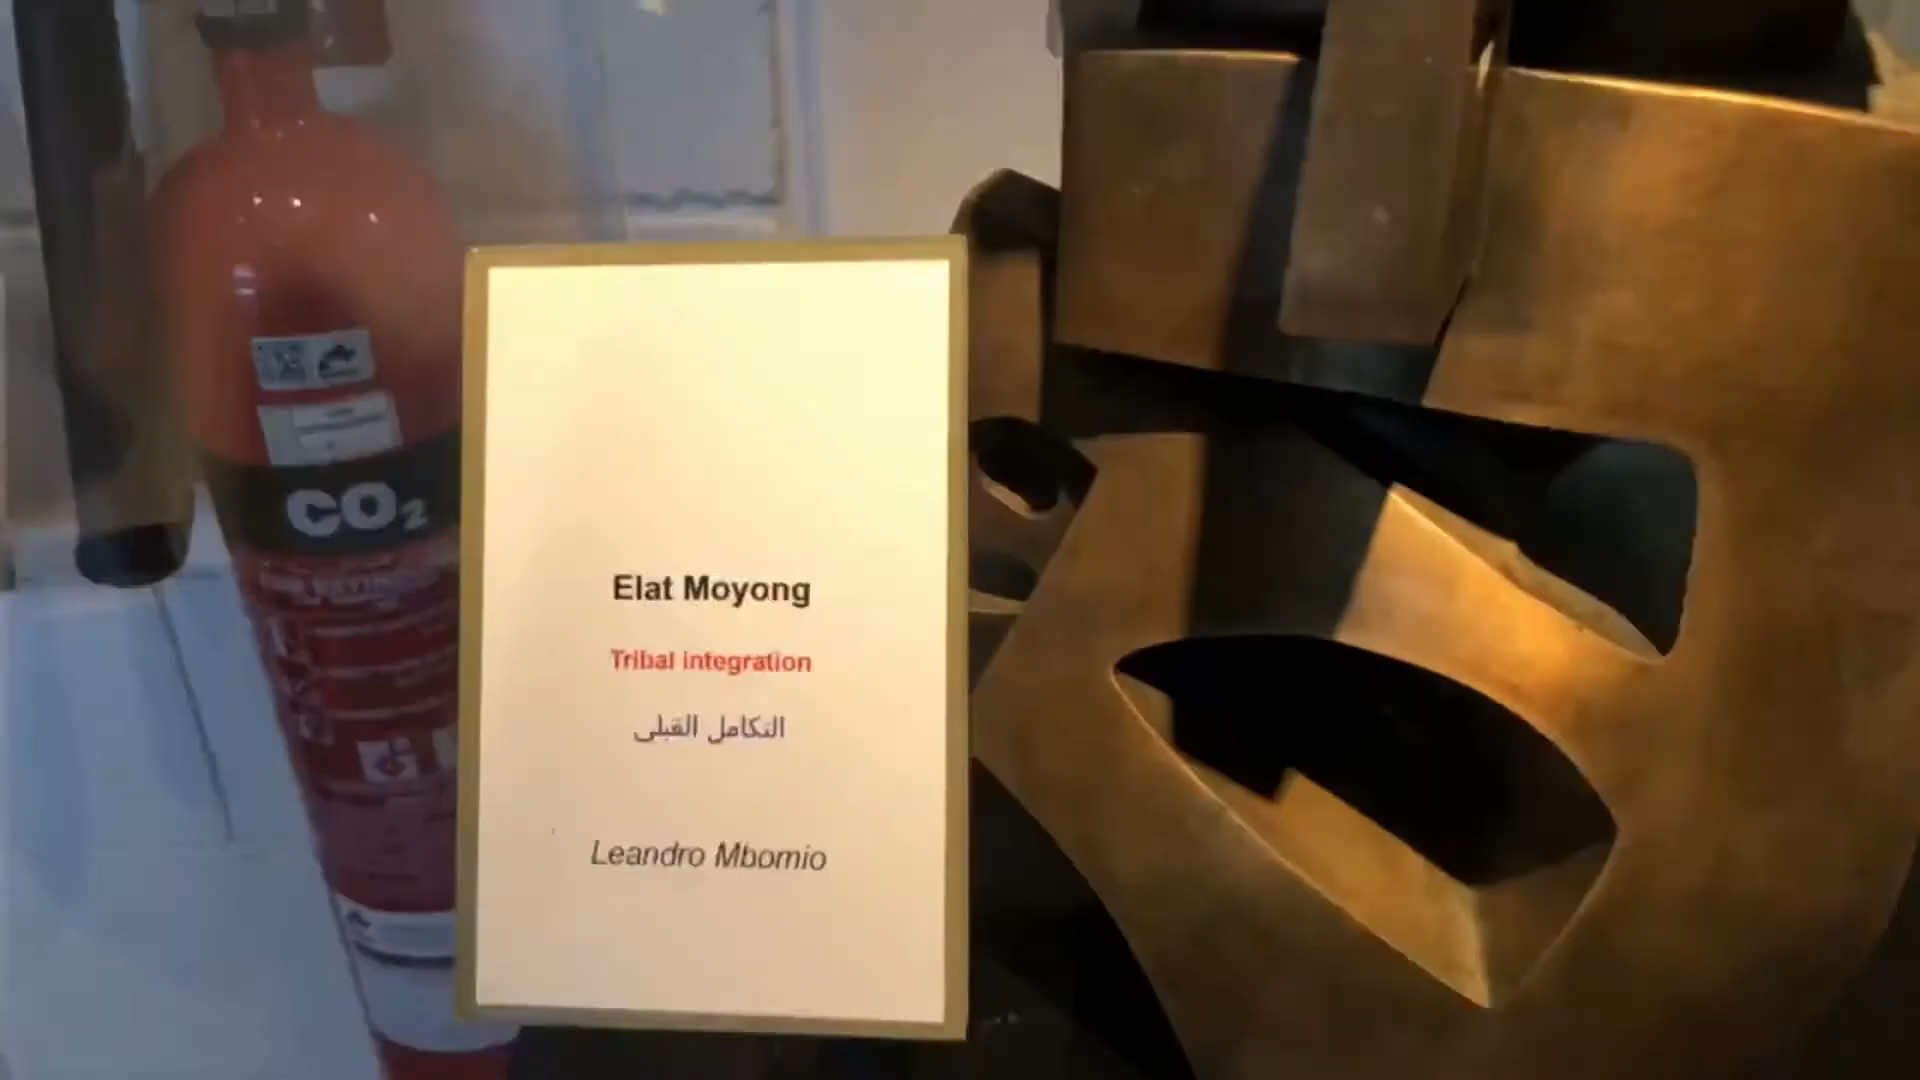 CO₂
Elat Moyong
Tribal integration
التكامل القبلى
Leandro Mbomio